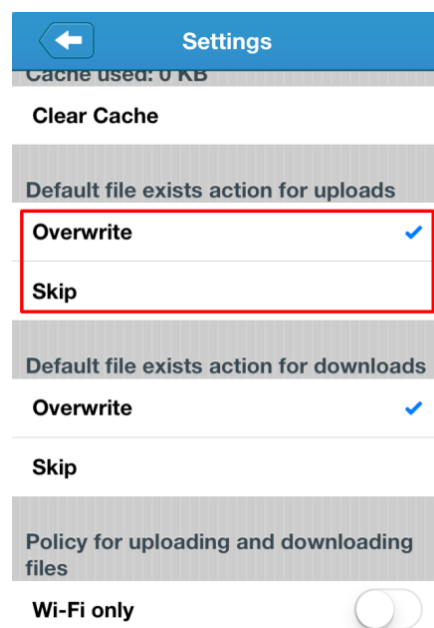 Settings
Cache used: 0 KB
Clear Cache
Default file exists action for uploads
Overwrite
Skip
Default file exists action for downloads
Overwrite
Skip
Policy for uploading and downloading
files
Wi-Fi only